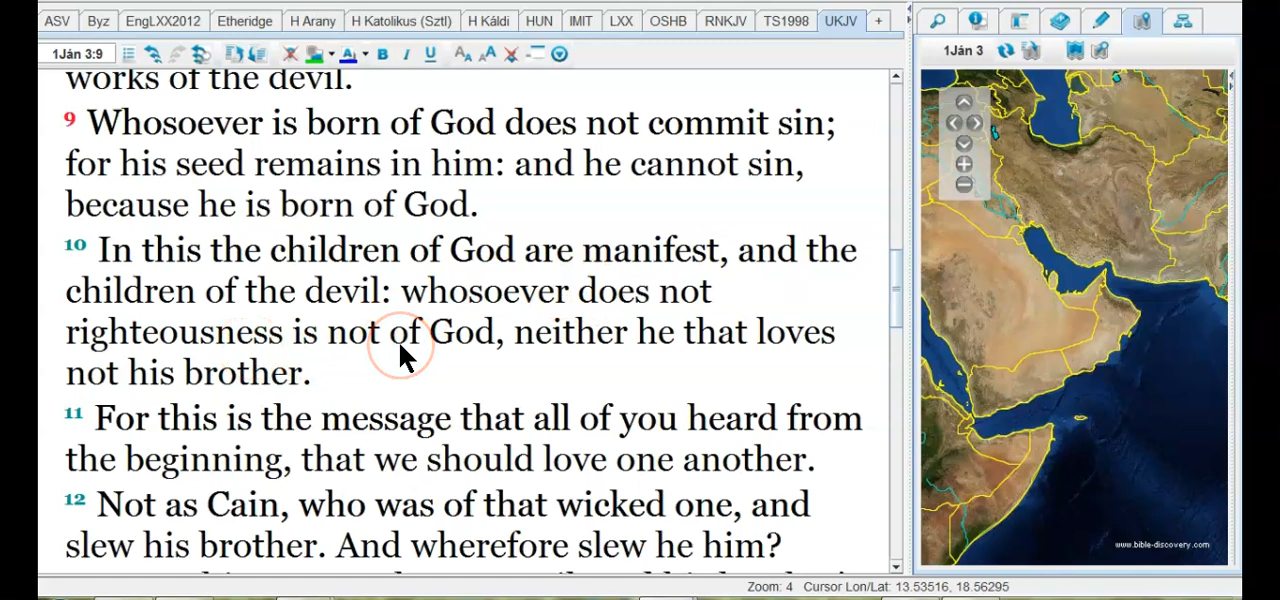 ASV Byz EngLXX2012 Etheridge H Arany H Katolikus (Sztl) H Káldi HUN IMIT LXX OSHB RNKJV TS1998 UKJV +
1Ján 3:9
1Ján 3
works of the devil.
9 Whosoever is born of God does not commit sin;
for his seed remains in him: and he cannot sin,
because he is born of God.
10 In this the children of God are manifest, and the
children of the devil: whosoever does not
righteousness is not of God, neither he that loves
not his brother.
11 For this is the message that all of you heard from
the beginning, that we should love one another.
12 Not as Cain, who was of that wicked one, and
slew his brother. And wherefore slew he him?
www.bible-discovery.com
Zoom: 4 Cursor Lon/Lat: 13.53516, 18.56295